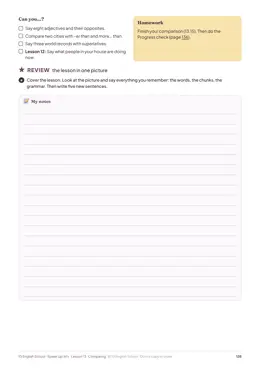 Can you...?
Say eight adjectives and their opposites.
Compare two cities with -er than and more... than.
Say three world records with superlatives.
Lesson 12: Say what people in your house are doing
now.
Homework
Finish your comparison (13.11). Then do the
Progress check (page 136).
REVIEW the lesson in one picture
Cover the lesson. Look at the picture and say everything you remember: the words, the chunks, the
grammar. Then write five new sentences.
My notes
Lesson 13 · Comparing